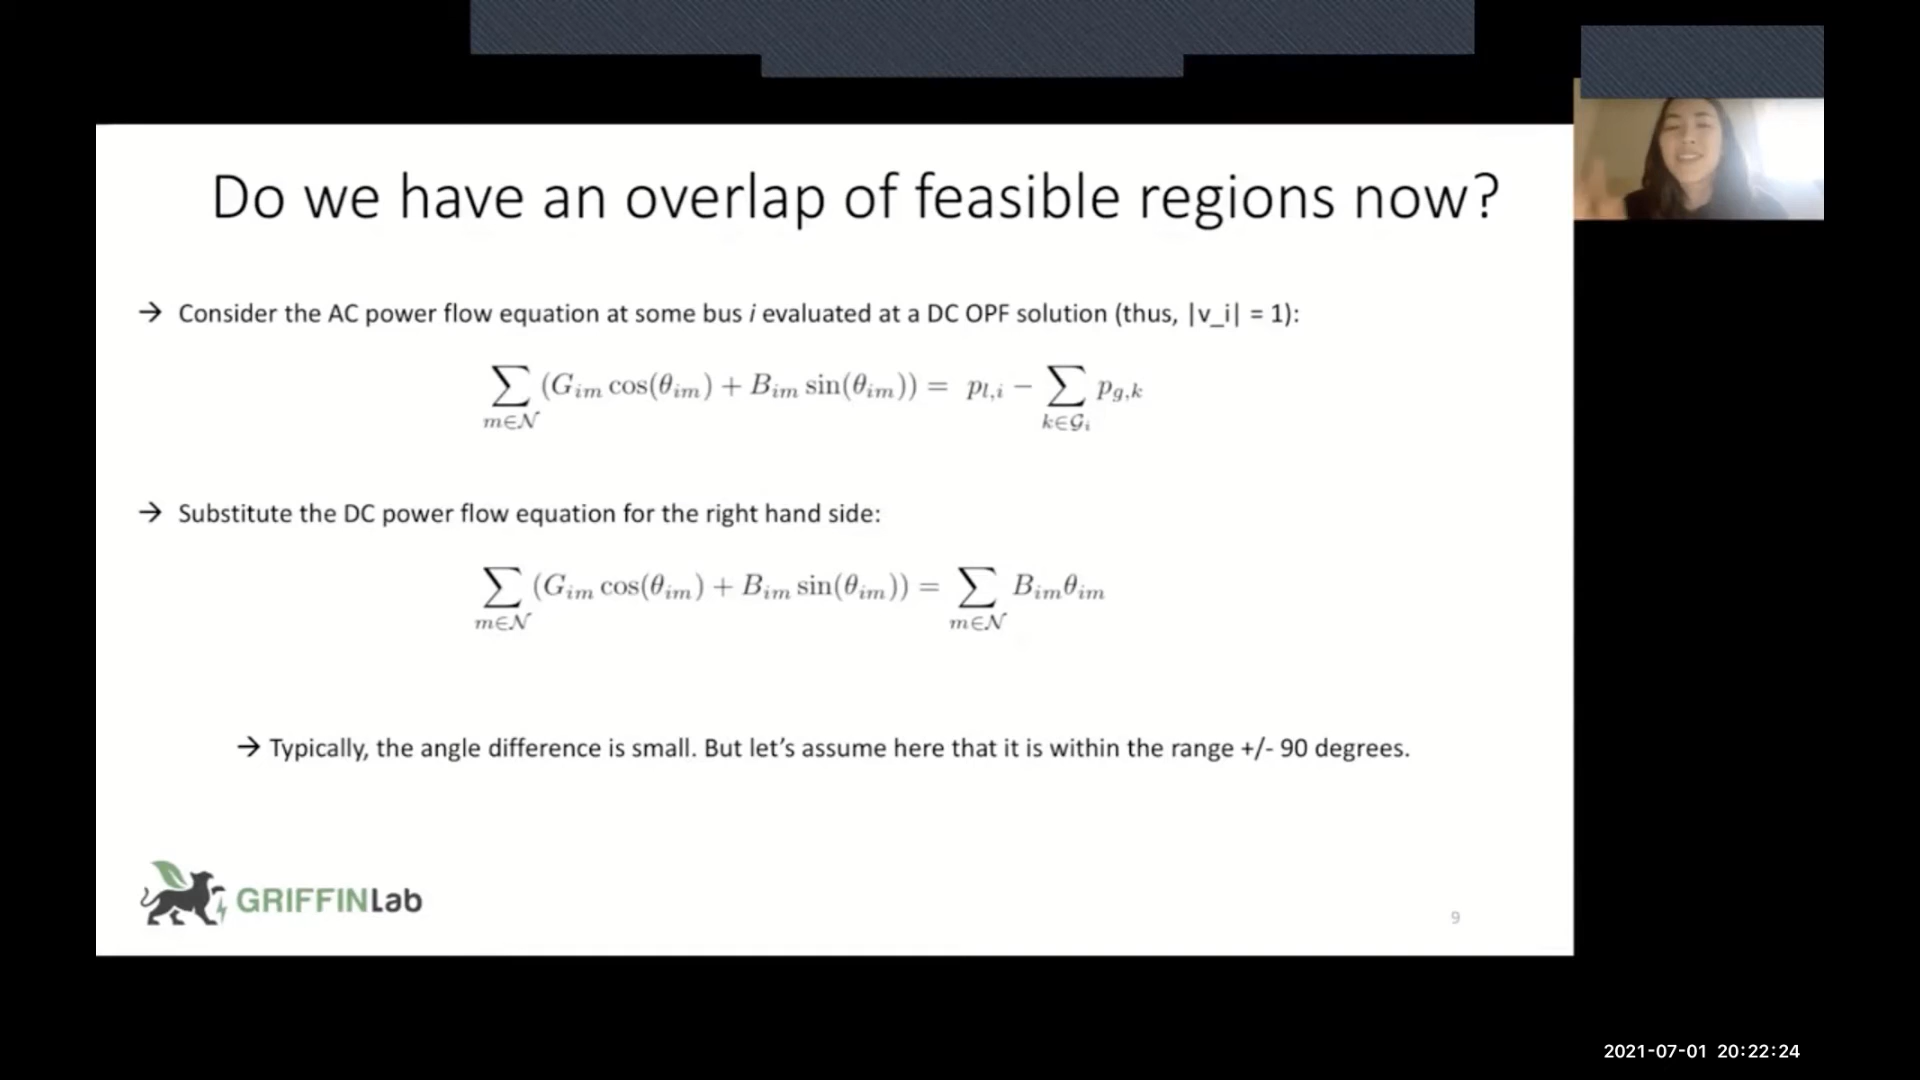 Do we have an overlap of feasible regions now?
→ Consider the AC power flow equation at some bus i evaluated at a DC OPF solution (thus, |v_i| = 1):
∑_{m∈𝒩} (G_{im} cos(θ_{im}) + B_{im} sin(θ_{im})) = p_{l,i} − ∑_{k∈𝒢_i} p_{g,k}
→ Substitute the DC power flow equation for the right hand side:
∑_{m∈𝒩} (G_{im} cos(θ_{im}) + B_{im} sin(θ_{im})) = ∑_{m∈𝒩} B_{im}θ_{im}
→ Typically, the angle difference is small. But let's assume here that it is within the range +/- 90 degrees.
GRIFFINLab
9
2021-07-01 20:22:24